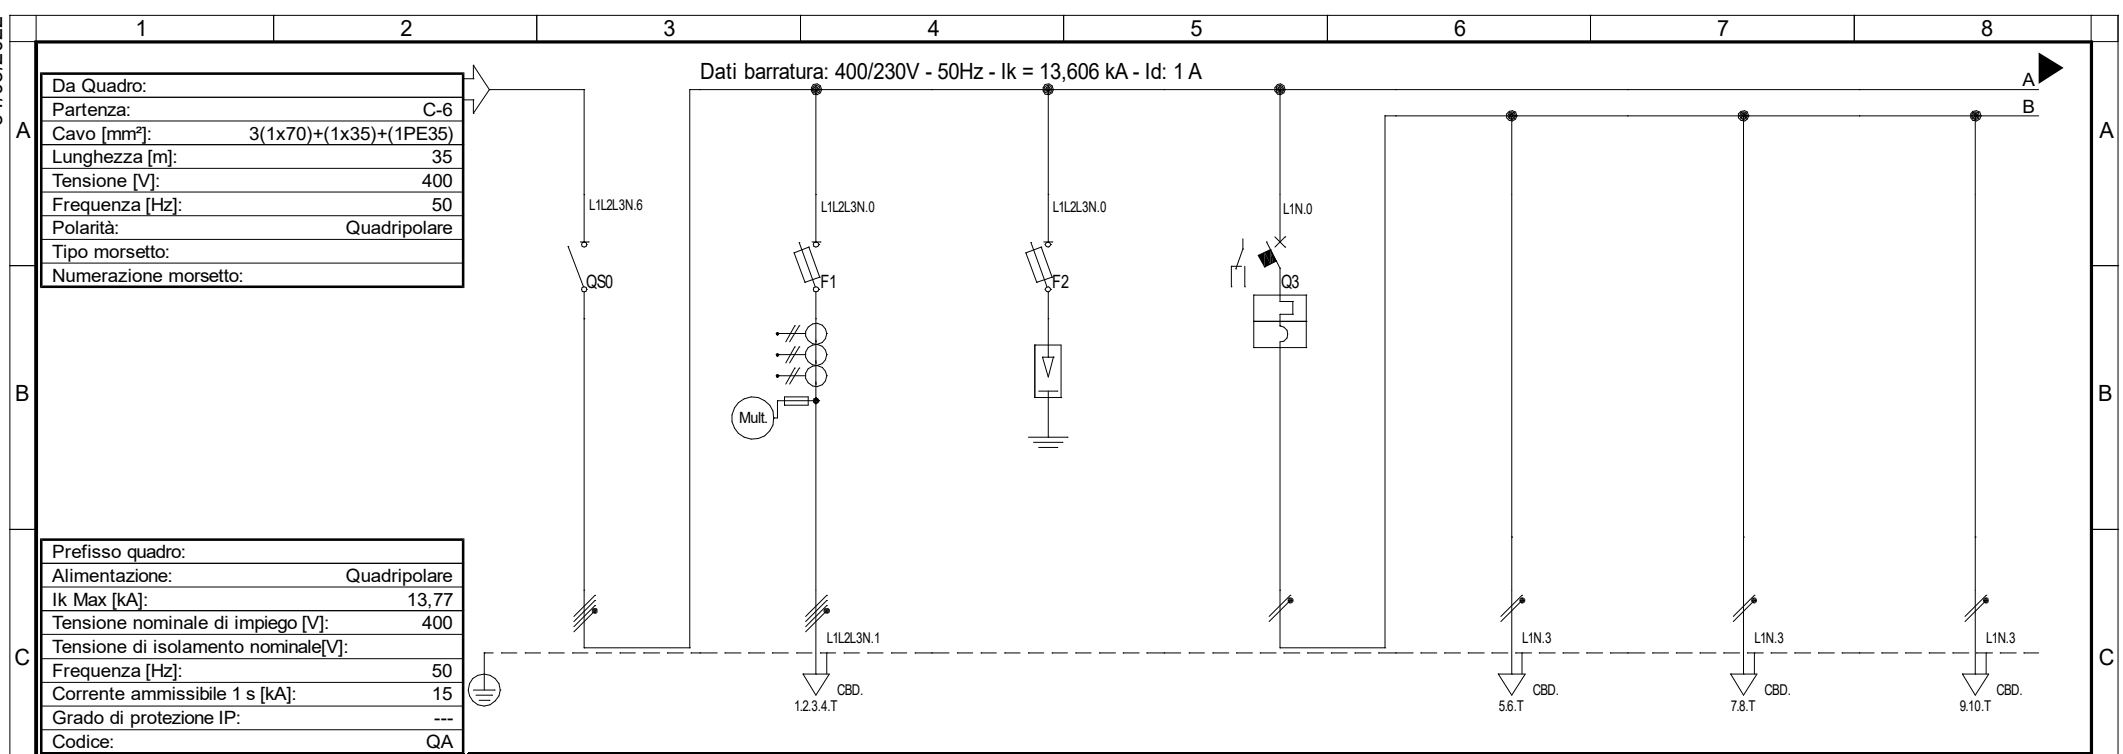 1 2 3 4 5 6 7 8
Dati barratura: 400/230V - 50Hz - Ik = 13,606 kA - Id: 1 A
A
B
A
A
Da Quadro:
Partenza: C-6
Cavo [mm²]: 3(1x70)+(1x35)+(1PE35)
Lunghezza [m]: 35
Tensione [V]: 400
Frequenza [Hz]: 50
Polarità: Quadripolare
Tipo morsetto:
Numerazione morsetto:
L1L2L3N.6
L1L2L3N.0
L1L2L3N.0
L1N.0
QS0
F1
F2
Q3
B
B
Mult.
Prefisso quadro:
Alimentazione: Quadripolare
Ik Max [kA]: 13,77
Tensione nominale di impiego [V]: 400
Tensione di isolamento nominale[V]:
Frequenza [Hz]: 50
Corrente ammissibile 1 s [kA]: 15
Grado di protezione IP: ---
Codice: QA
L1L2L3N.1
L1N.3
L1N.3
L1N.3
C
C
CBD.
CBD.
CBD.
CBD.
1.2.3.4.T
5.6.T
7.8.T
9.10.T